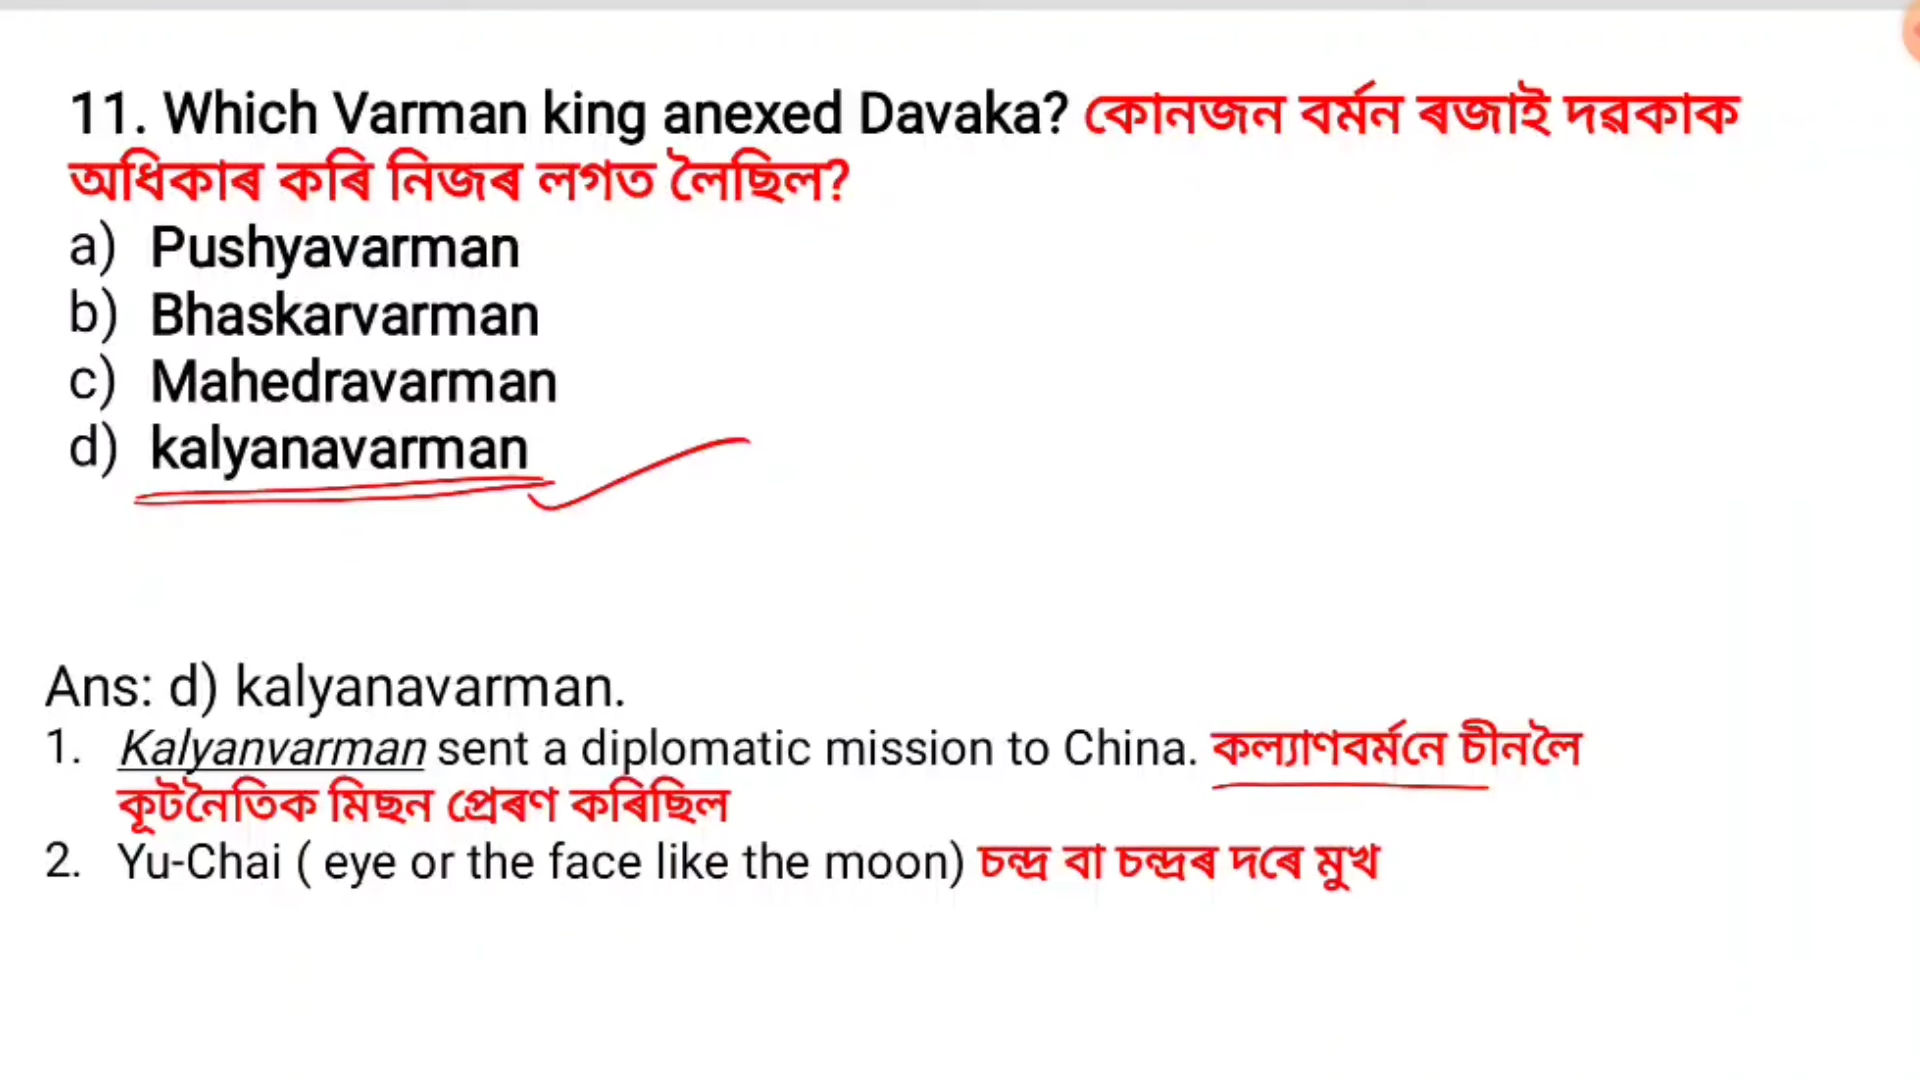 11. Which Varman king anexed Davaka? কোনজন বৰ্মন ৰজাই দৱকাক
অধিকাৰ কৰি নিজৰ লগত লৈছিল?
a) Pushyavarman
b) Bhaskarvarman
c) Mahedravarman
d) kalyanavarman
Ans: d) kalyanavarman.
1. Kalyanvarman sent a diplomatic mission to China. কল্যাণবৰ্মনে চীনলৈ
কূটনৈতিক মিছন প্ৰেৰণ কৰিছিল
2. Yu-Chai ( eye or the face like the moon) চন্দ্ৰ বা চন্দ্ৰৰ দৰে মুখ